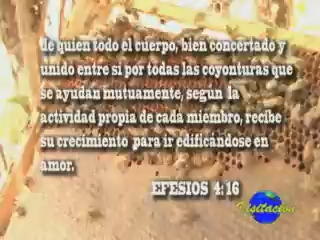 de quien todo el cuerpo, bien concertado y
unido entre sí por todas las coyonturas que
se ayudan mutuamente, según la
actividad propia de cada miembro, recibe
su crecimiento para ir edificándose en
amor.
EFESIOS 4:16
Visitación